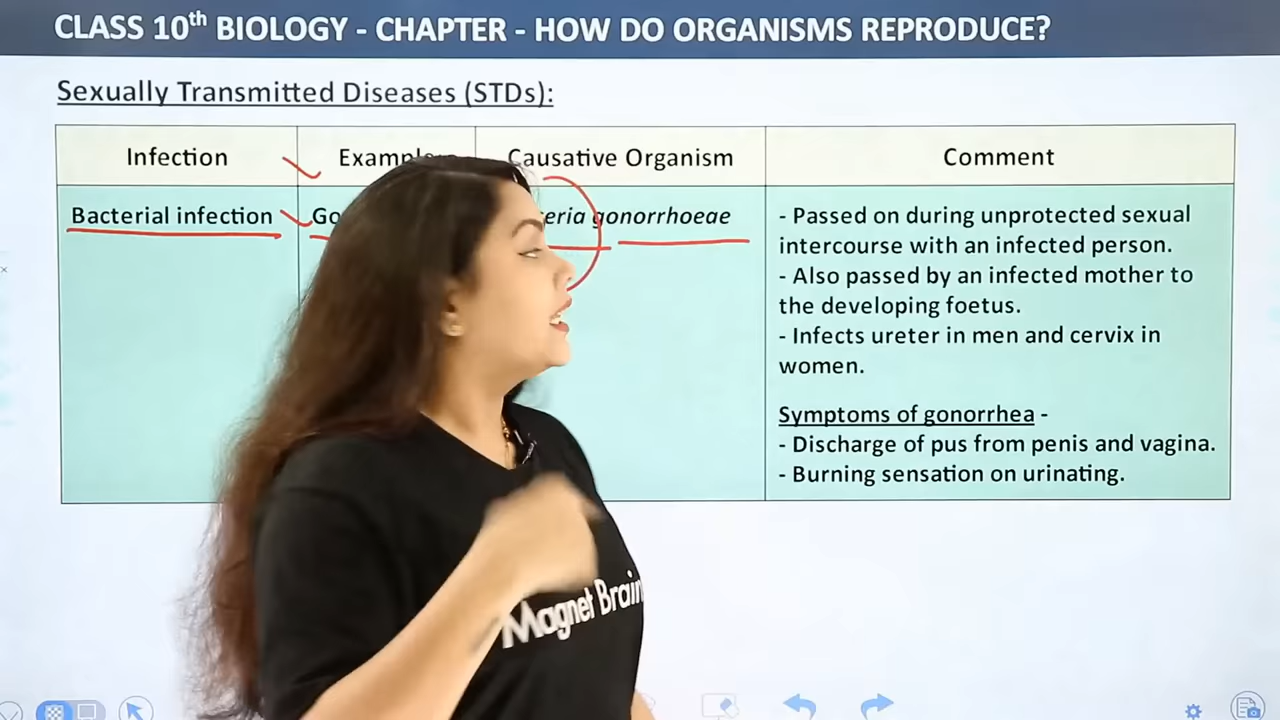 CLASS 10th BIOLOGY - CHAPTER - HOW DO ORGANISMS REPRODUCE?
Sexually Transmitted Diseases (STDs):
Infection
Causative Organism
Comment
Bacterial infection
gonorrhoeae
- Passed on during unprotected sexual
intercourse with an infected person.
- Also passed by an infected mother to
the developing foetus.
- Infects ureter in men and cervix in
women.
Symptoms of gonorrhea -
- Discharge of pus from penis and vagina.
- Burning sensation on urinating.
Magnet Brain